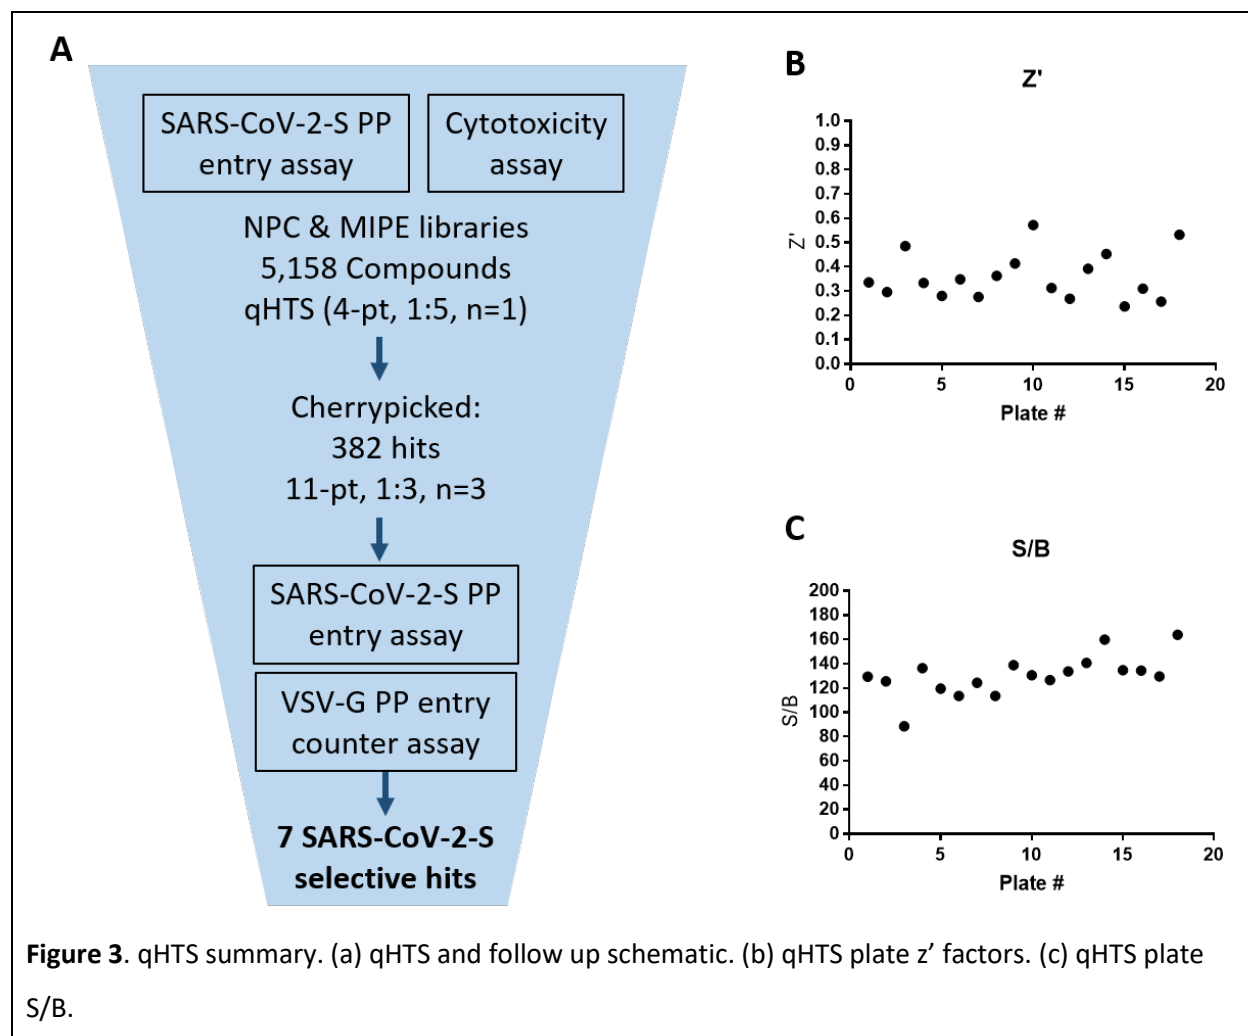 A
SARS-CoV-2-S PP
entry assay
Cytotoxicity
assay
NPC & MIPE libraries
5,158 Compounds
qHTS (4-pt, 1:5, n=1)
Cherrypicked:
382 hits
11-pt, 1:3, n=3
SARS-CoV-2-S PP
entry assay
VSV-G PP entry
counter assay
7 SARS-CoV-2-S
selective hits
B
Z'
1.0
0.9
0.8
0.7
0.6
0.5
0.4
0.3
0.2
0.1
0.0
Z'
0 5 10 15 20
Plate #
C
S/B
200
180
160
140
120
100
80
60
40
20
0
S/B
0 5 10 15 20
Plate #
Figure 3. qHTS summary. (a) qHTS and follow up schematic. (b) qHTS plate z’ factors. (c) qHTS plate
S/B.